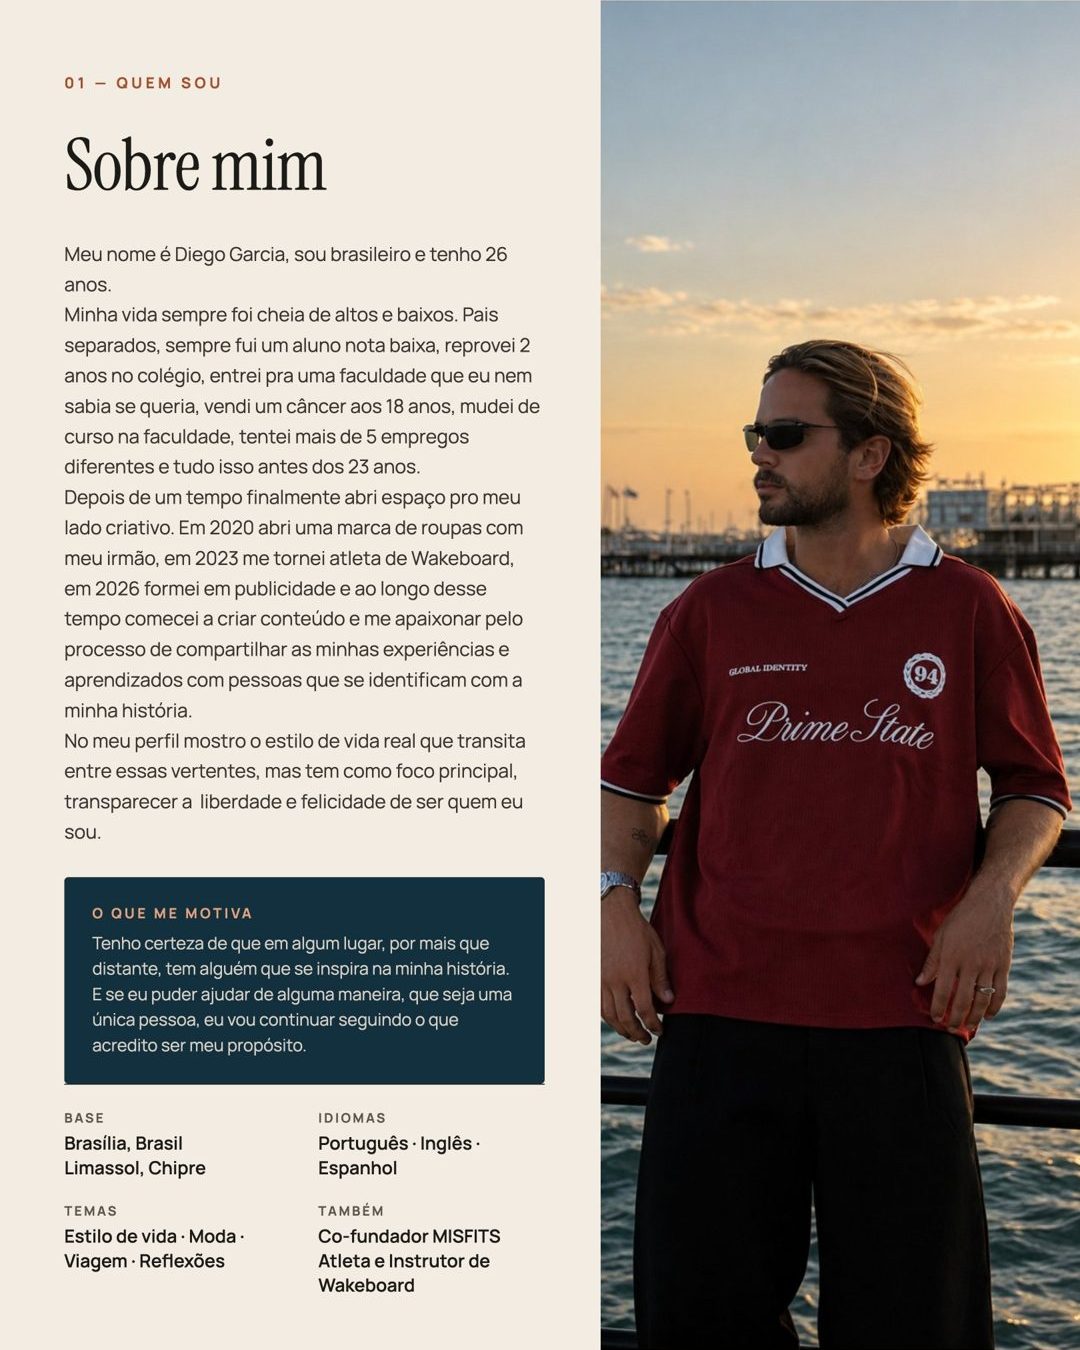 01 — QUEM SOU
Sobre mim
Meu nome é Diego Garcia, sou brasileiro e tenho 26
anos.
Minha vida sempre foi cheia de altos e baixos. Pais
separados, sempre fui um aluno nota baixa, reprovei 2
anos no colégio, entrei pra uma faculdade que eu nem
sabia se queria, vendi um câncer aos 18 anos, mudei de
curso na faculdade, tentei mais de 5 empregos
diferentes e tudo isso antes dos 23 anos.
Depois de um tempo finalmente abri espaço pro meu
lado criativo. Em 2020 abri uma marca de roupas com
meu irmão, em 2023 me tornei atleta de Wakeboard,
em 2026 formei em publicidade e ao longo desse
tempo comecei a criar conteúdo e me apaixonar pelo
processo de compartilhar as minhas experiências e
aprendizados com pessoas que se identificam com a
minha história.
No meu perfil mostro o estilo de vida real que transita
entre essas vertentes, mas tem como foco principal,
transparecer a  liberdade e felicidade de ser quem eu
sou.
O QUE ME MOTIVA
Tenho certeza de que em algum lugar, por mais que
distante, tem alguém que se inspira na minha história.
E se eu puder ajudar de alguma maneira, que seja uma
única pessoa, eu vou continuar seguindo o que
acredito ser meu propósito.
BASE
Brasília, Brasil
Limassol, Chipre
IDIOMAS
Português · Inglês ·
Espanhol
TEMAS
Estilo de vida · Moda ·
Viagem · Reflexões
TAMBÉM
Co-fundador MISFITS
Atleta e Instrutor de
Wakeboard
GLOBAL IDENTITY
94
Prime State